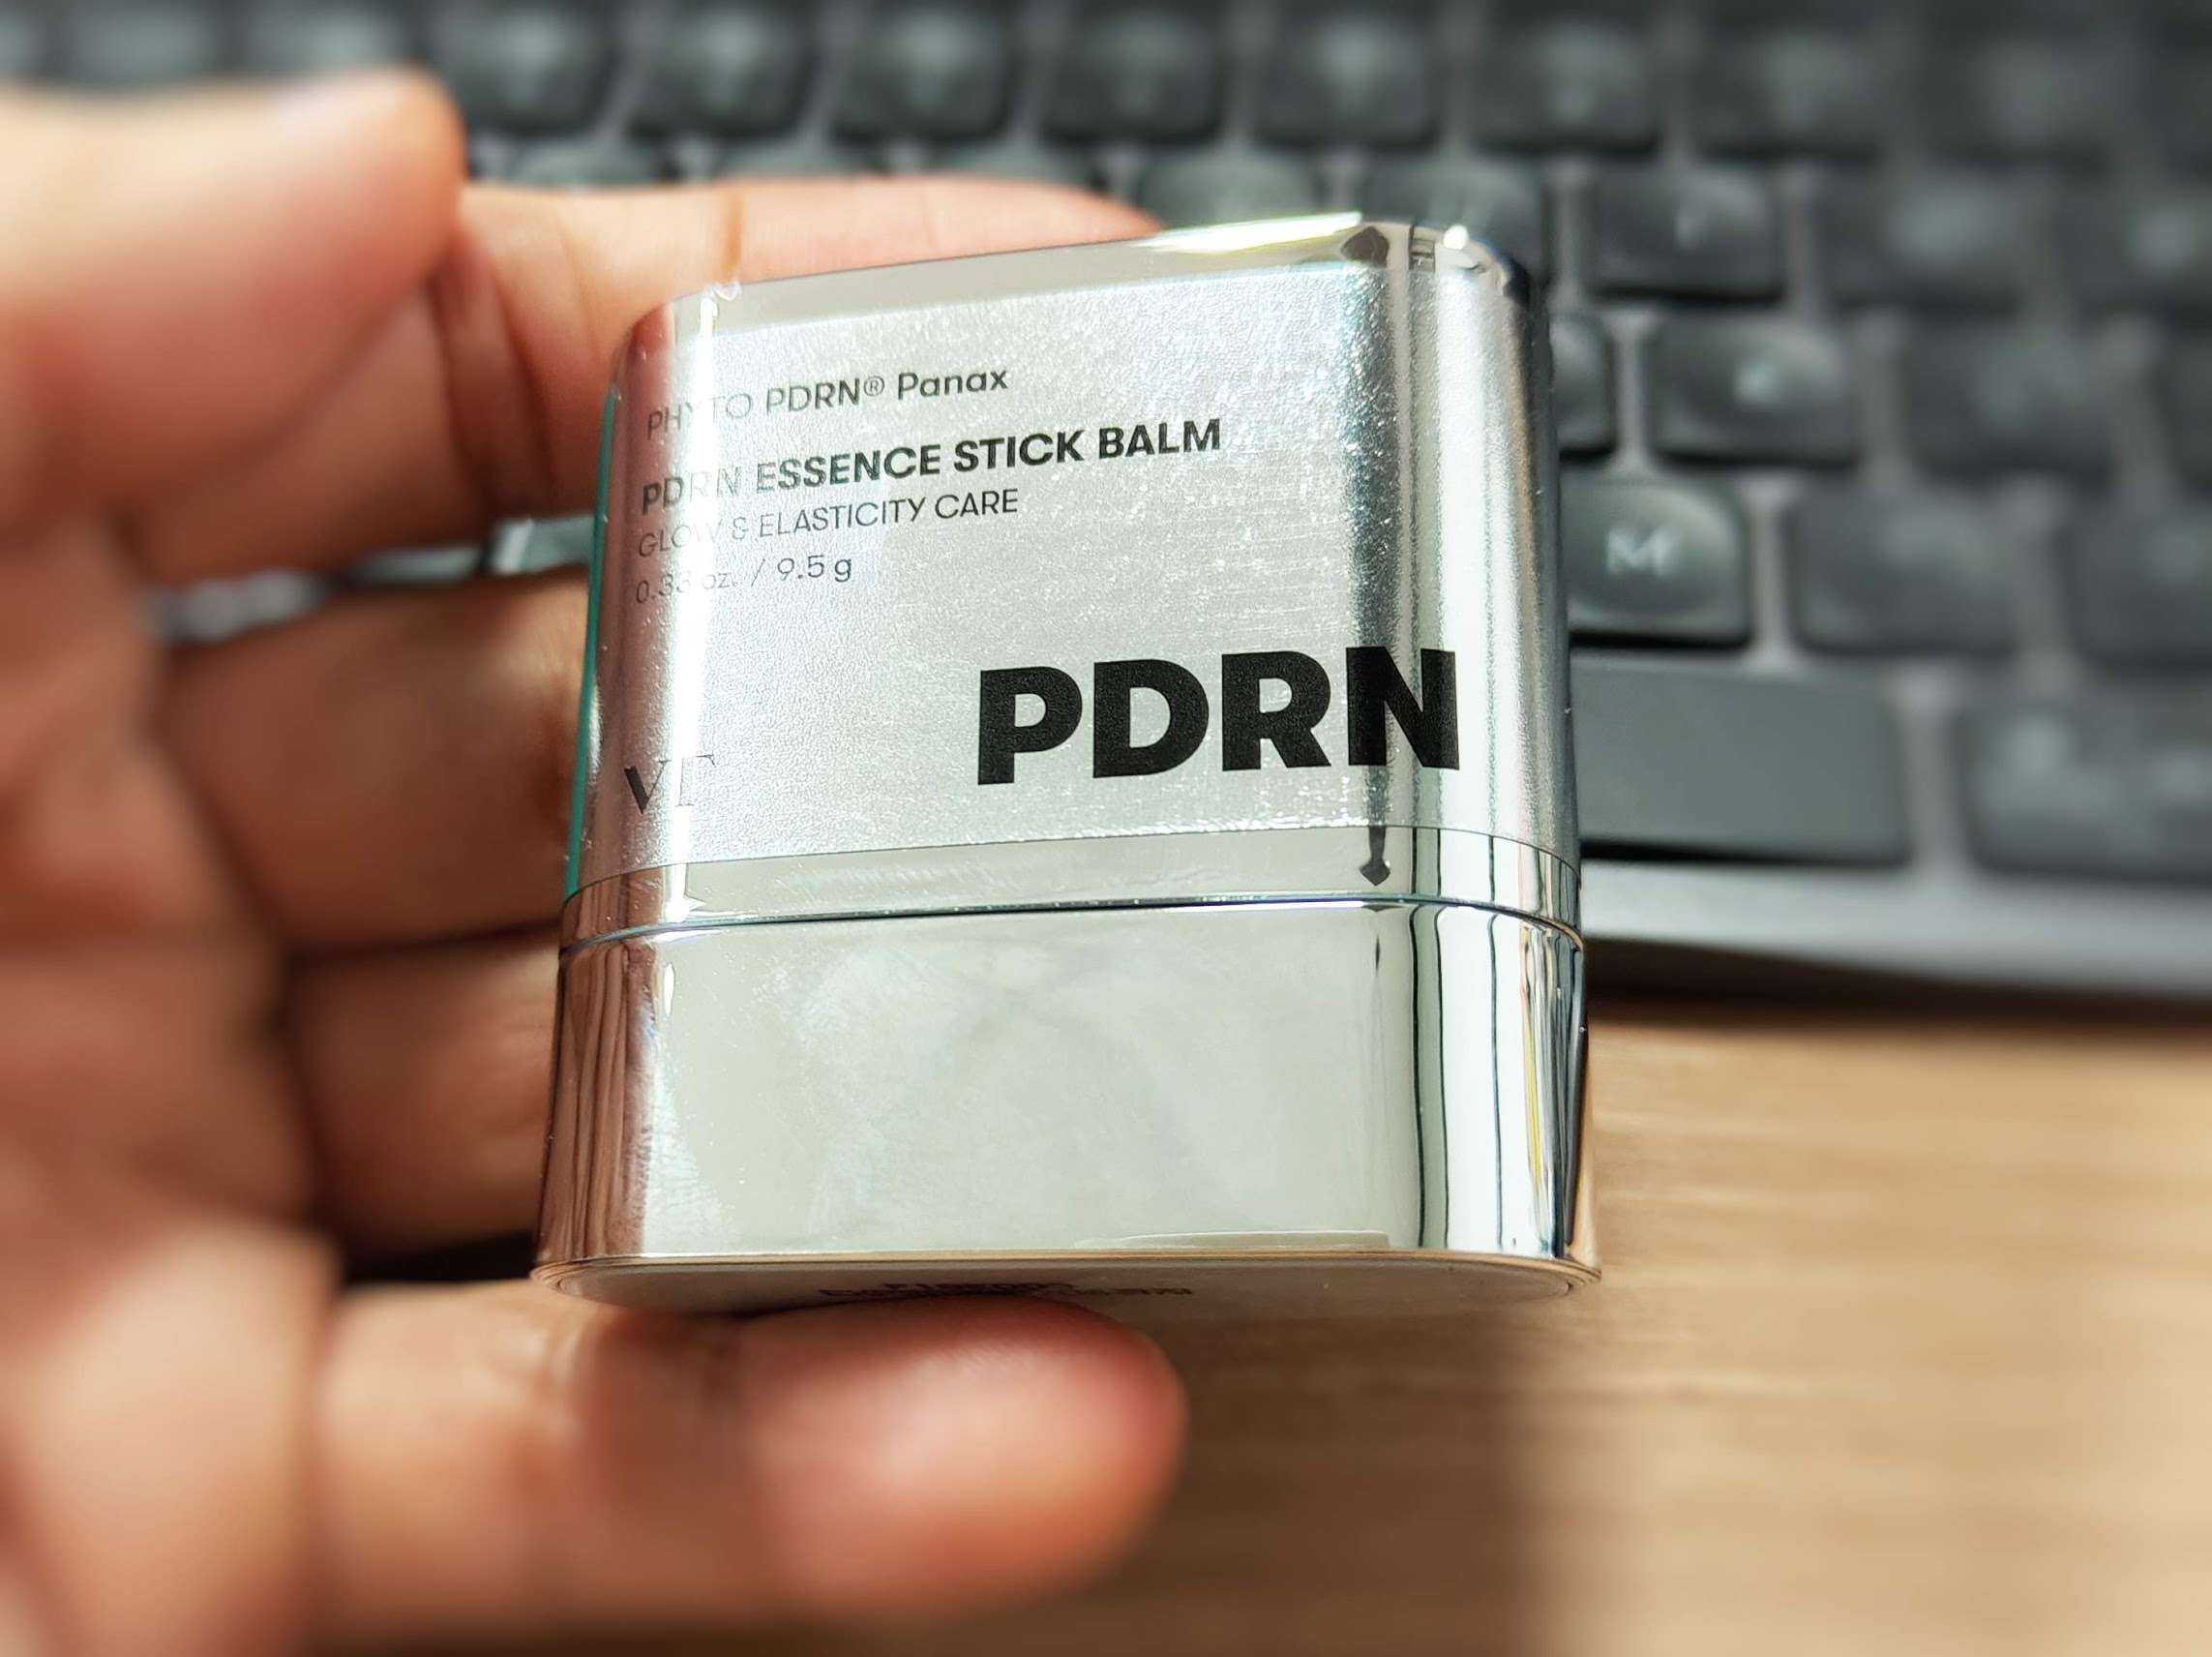 PHYTO PDRN® Panax
PDRN ESSENCE STICK BALM
GLOW & ELASTICITY CARE
0.33 oz. / 9.5 g
PDRN
VT
M